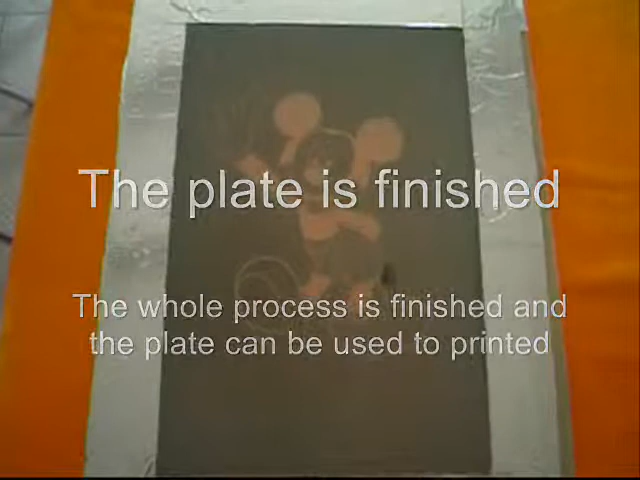 The plate is finished
The whole process is finished and
the plate can be used to printed